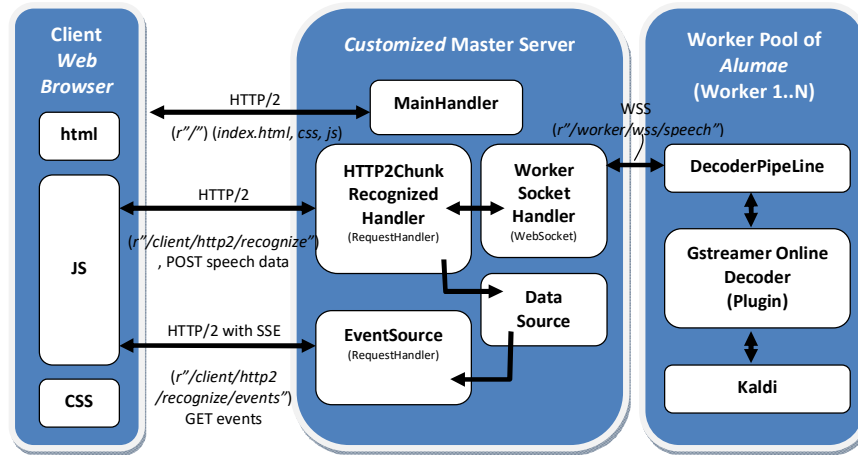 Client
Web
Browser
html
JS
CSS
HTTP/2
(r”/”) (index.html, css, js)
HTTP/2
(r”/client/http2/recognize”)
, POST speech data
HTTP/2 with SSE
(r”/client/http2
/recognize/events”)
GET events
Customized Master Server
MainHandler
HTTP2Chunk
Recognized
Handler
(RequestHandler)
Worker
Socket
Handler
(WebSocket)
Data
Source
EventSource
(RequestHandler)
WSS
(r”/worker/wss/speech”)
Worker Pool of
Alumae
(Worker 1..N)
DecoderPipeLine
Gstreamer Online
Decoder
(Plugin)
Kaldi